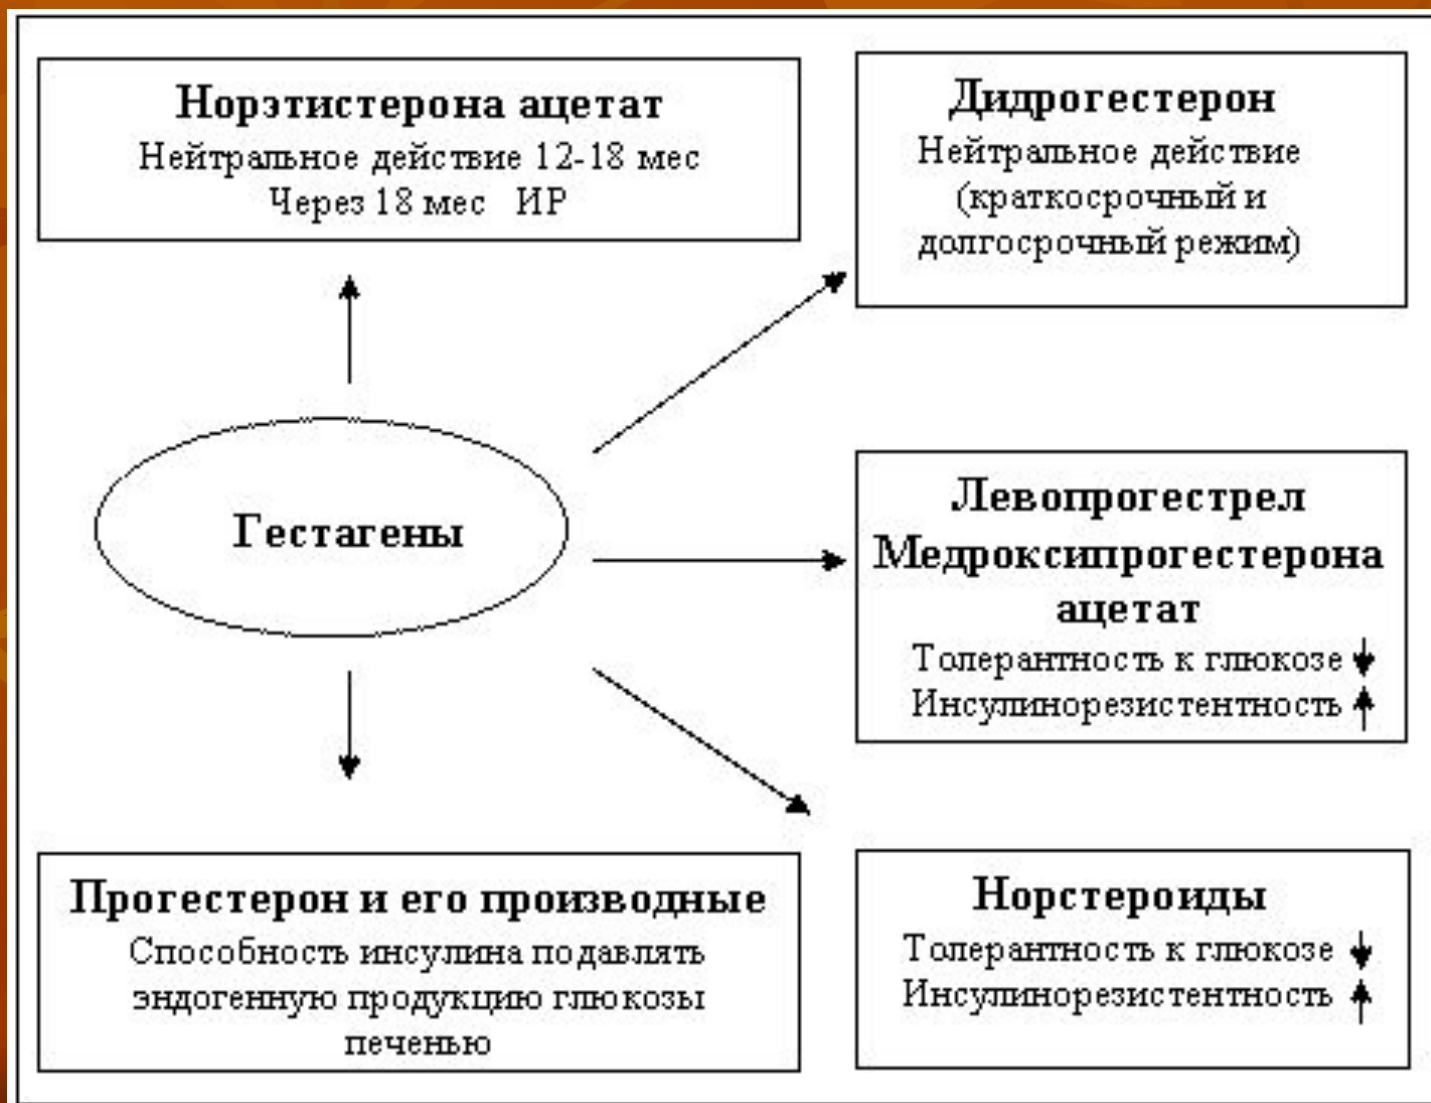 Норэтистерона ацетат
Нейтральное действие 12-18 мес
Через 18 мес ИР
Дидрогестерон
Нейтральное действие
(краткосрочный и
долгосрочный режим)
Гестагены
Левопрогестрел
Медроксипрогестерона
ацетат
Толерантность к глюкозе ↓
Инсулинорезистентность ↑
Прогестерон и его производные
Способность инсулина подавлять
эндогенную продукцию глюкозы
печенью
Норстероиды
Толерантность к глюкозе ↓
Инсулинорезистентность ↑